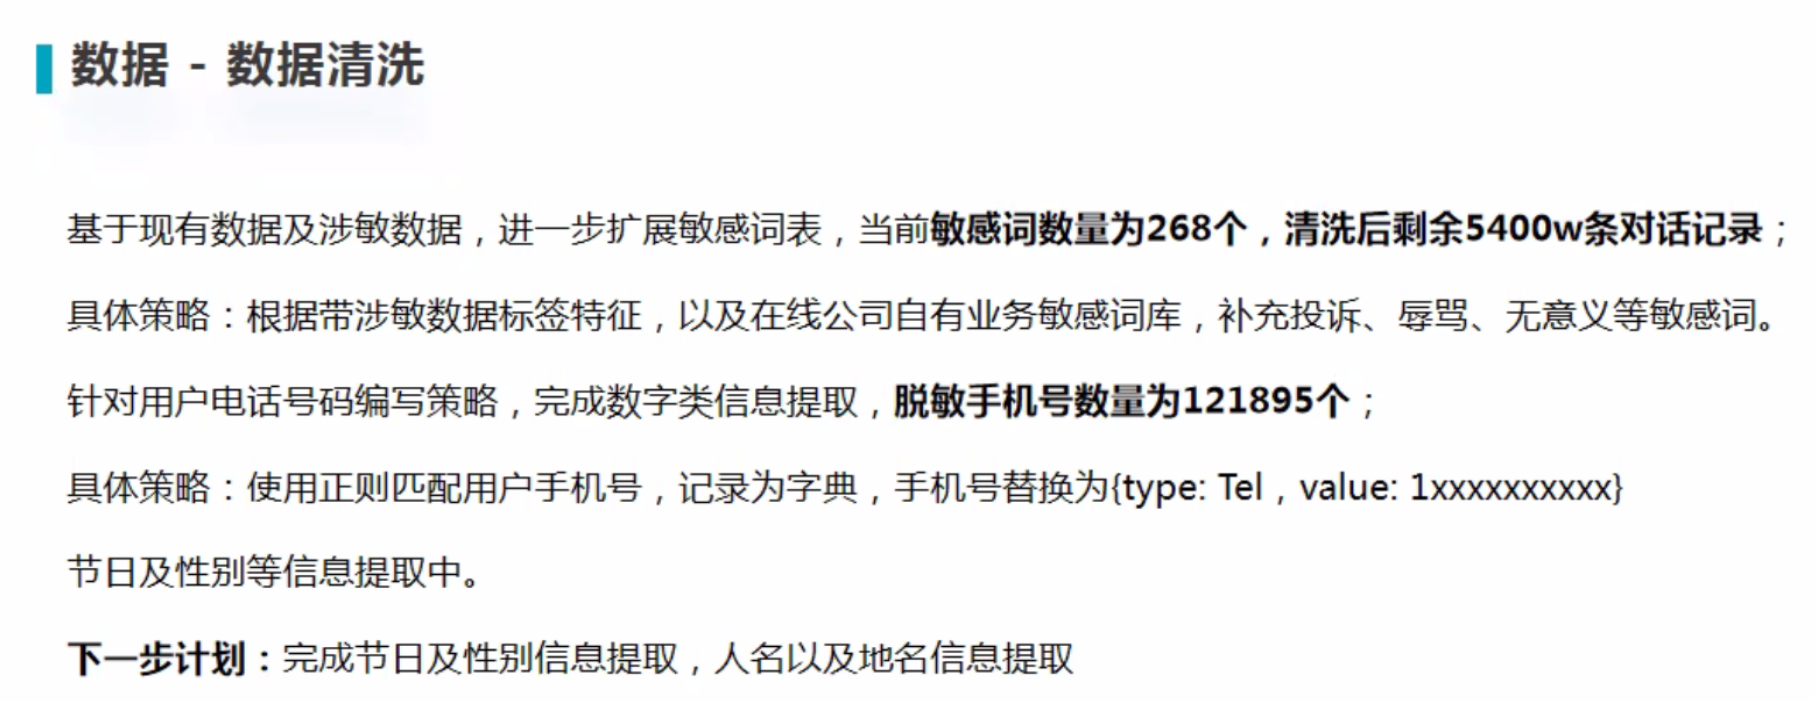 数据 - 数据清洗
基于现有数据及涉敏数据，进一步扩展敏感词表，当前敏感词数量为268个，清洗后剩余5400w条对话记录；
具体策略：根据带涉敏数据标签特征，以及在线公司自有业务敏感词库，补充投诉、辱骂、无意义等敏感词。
针对用户电话号码编写策略，完成数字类信息提取，脱敏手机号数量为121895个；
具体策略：使用正则匹配用户手机号，记录为字典，手机号替换为{type: Tel，value: 1xxxxxxxxxx}
节日及性别等信息提取中。
下一步计划：完成节日及性别信息提取，人名以及地名信息提取